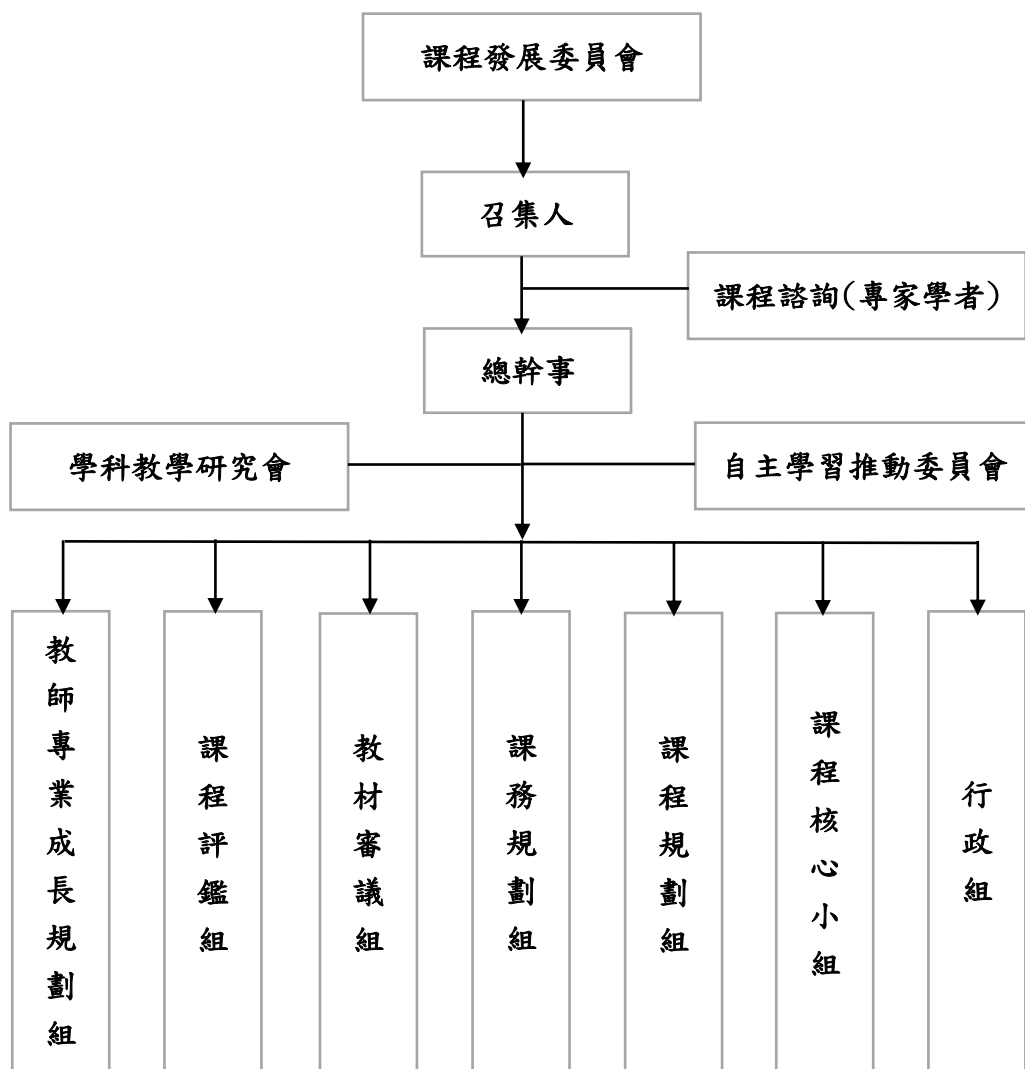 課程發展委員會
召集人
課程諮詢(專家學者)
總幹事
學科教學研究會
自主學習推動委員會
教師專業成長規劃組
課程評鑑組
教材審議組
課務規劃組
課程規劃組
課程核心小組
行政組